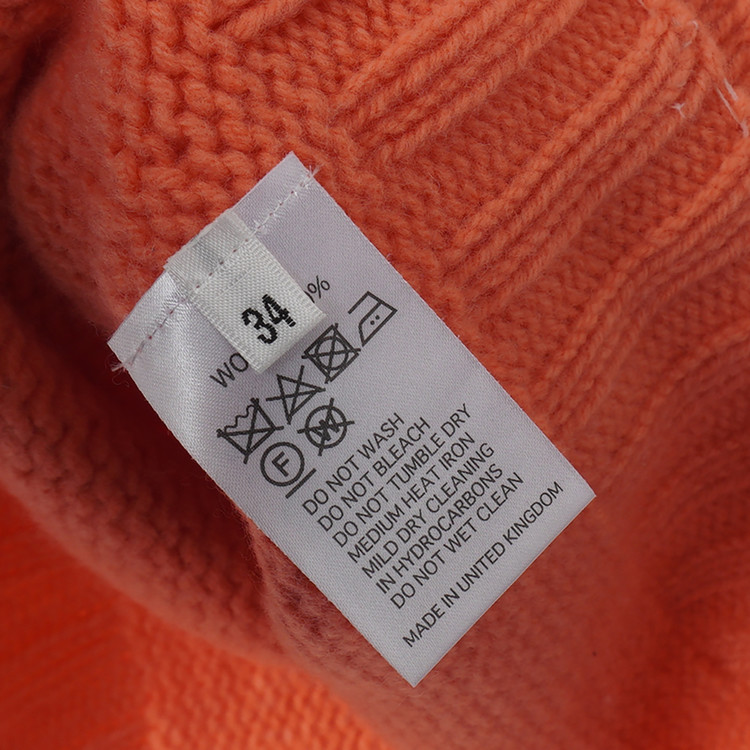 34
%
DO NOT WASH
DO NOT BLEACH
DO NOT TUMBLE DRY
MEDIUM HEAT IRON
MILD DRY CLEANING
IN HYDROCARBONS
DO NOT WET CLEAN
MADE IN UNITED KINGDOM
F
W